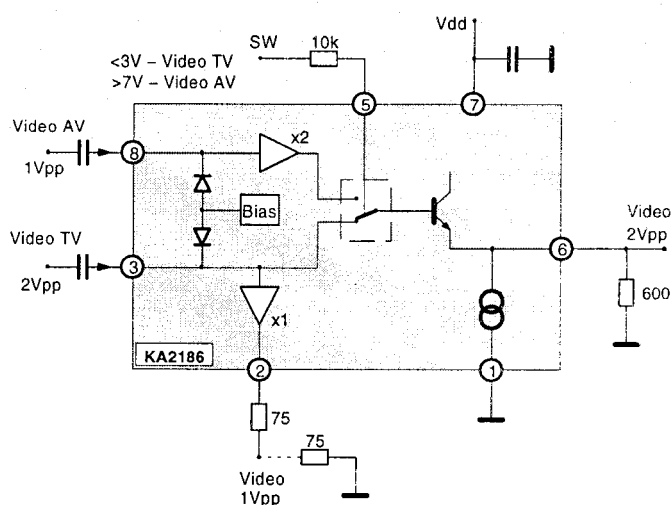 Vdd
SW
10k
<3V – Video TV
>7V – Video AV
5
7
Video AV
1Vpp
8
x2
Bias
Video
2Vpp
6
Video TV
2Vpp
3
x1
600
KA2186
2
1
75
75
Video
1Vpp